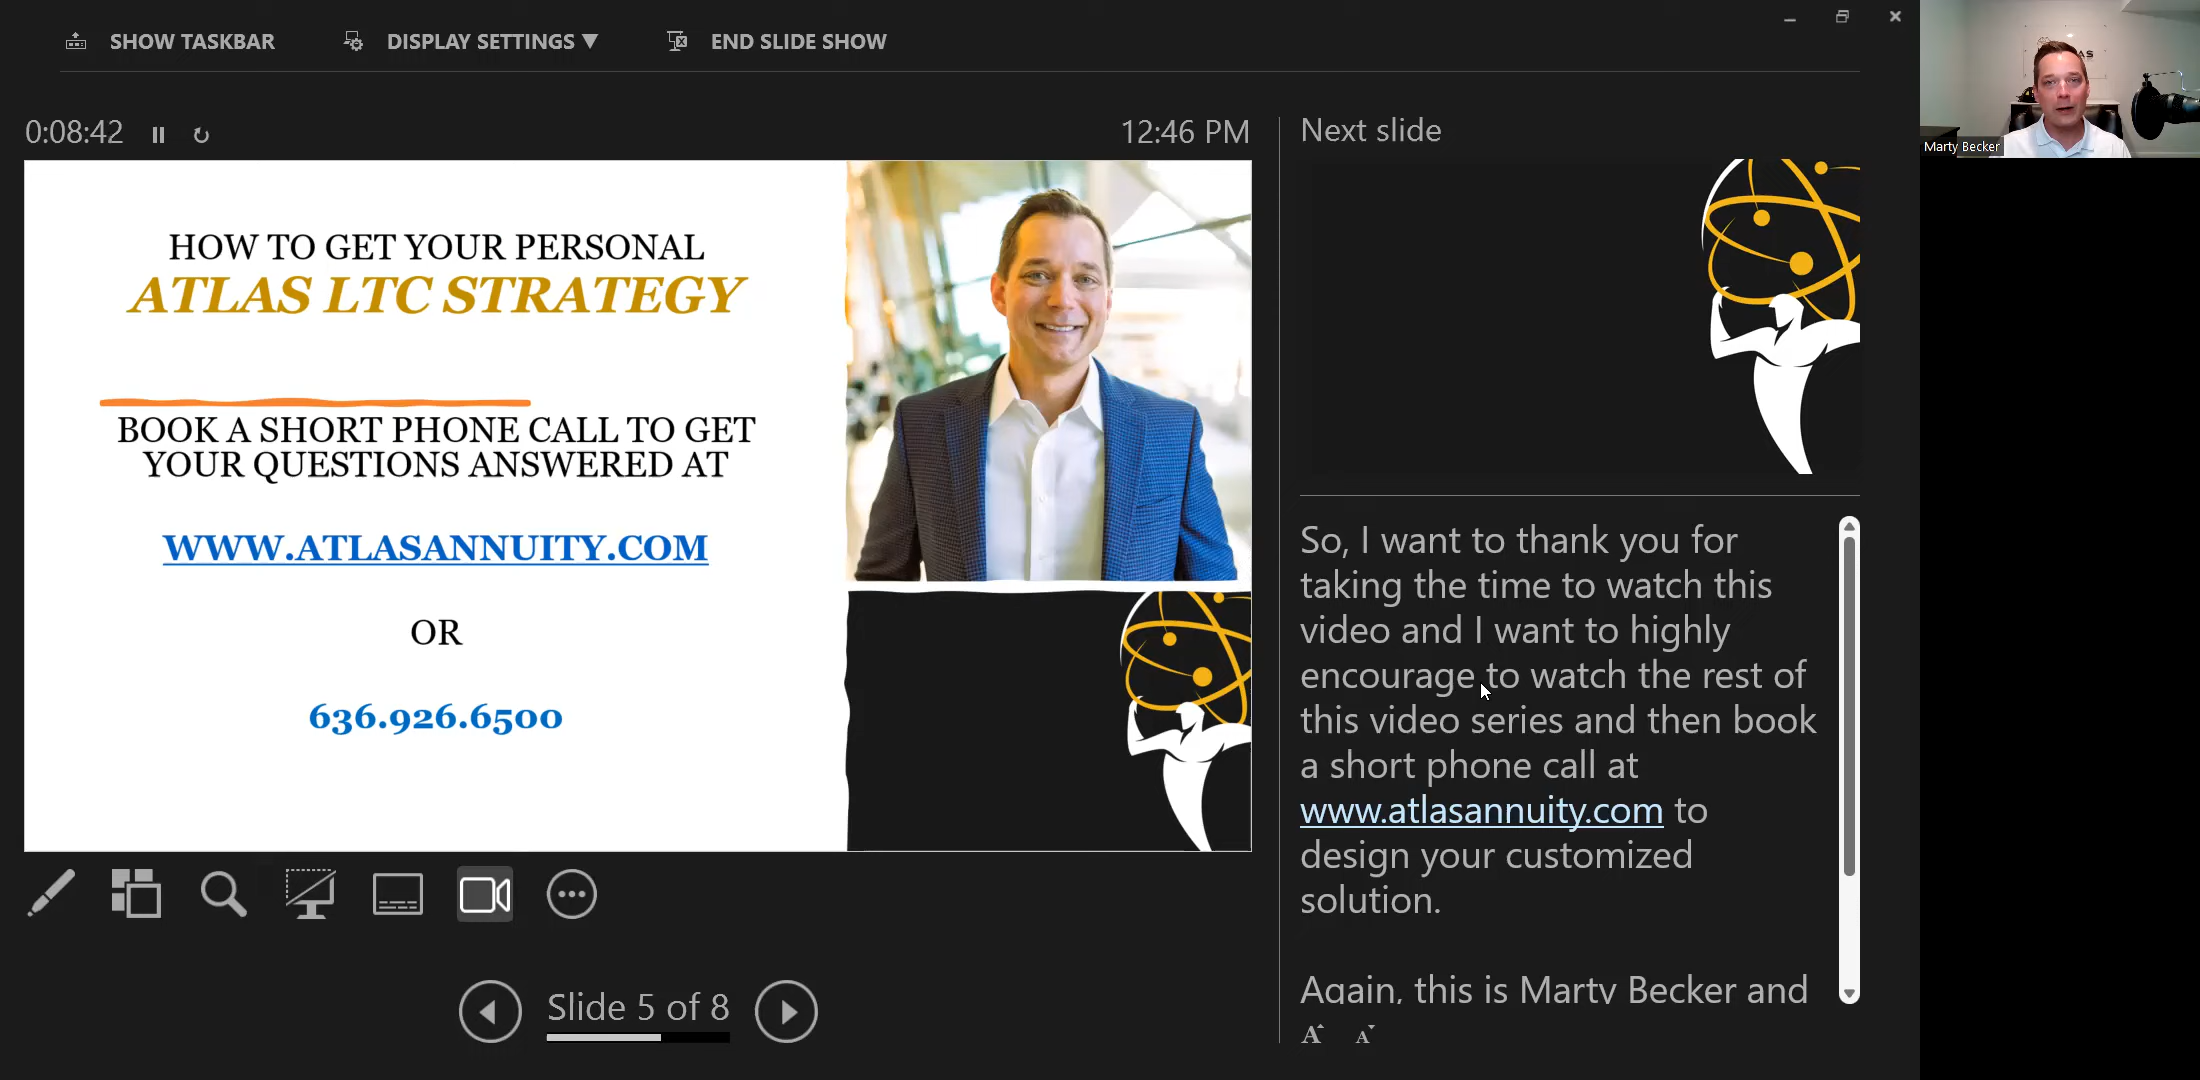 SHOW TASKBAR
DISPLAY SETTINGS ▼
END SLIDE SHOW
0:08:42
12:46 PM
HOW TO GET YOUR PERSONAL
ATLAS LTC STRATEGY
BOOK A SHORT PHONE CALL TO GET
YOUR QUESTIONS ANSWERED AT
WWW.ATLASANNUITY.COM
OR
636.926.6500
Slide 5 of 8
Next slide
So, I want to thank you for
taking the time to watch this
video and I want to highly
encourage to watch the rest of
this video series and then book
a short phone call at
www.atlasannuity.com to
design your customized
solution.
Again, this is Marty Becker and
A A
Marty Becker